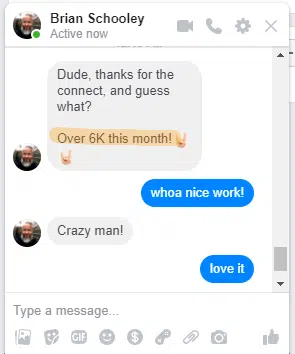 Brian Schooley
Active now
Dude, thanks for the
connect, and guess
what?
Over 6K this month! 🤘🏻
🤘🏻
whoa nice work!
Crazy man!
love it
Type a message...
GIF
$